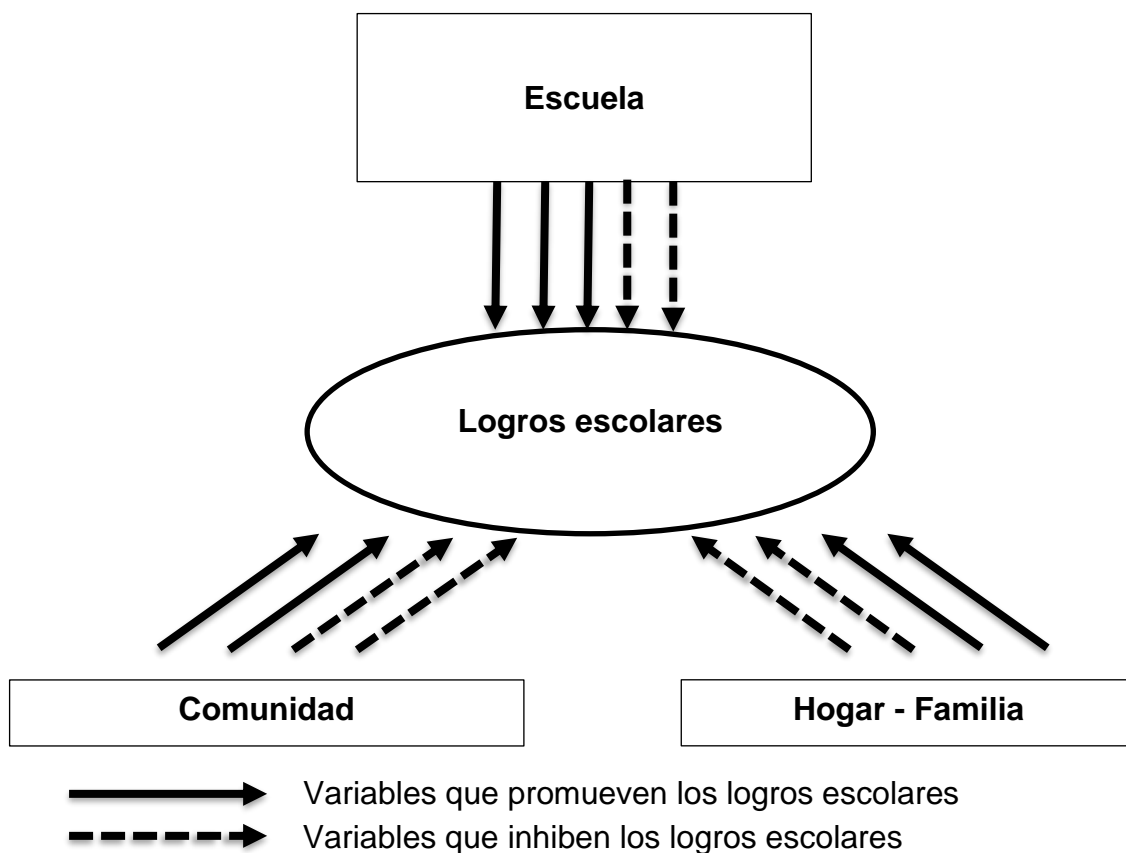 Escuela
Logros escolares
Comunidad
Hogar - Familia
Variables que promueven los logros escolares
Variables que inhiben los logros escolares